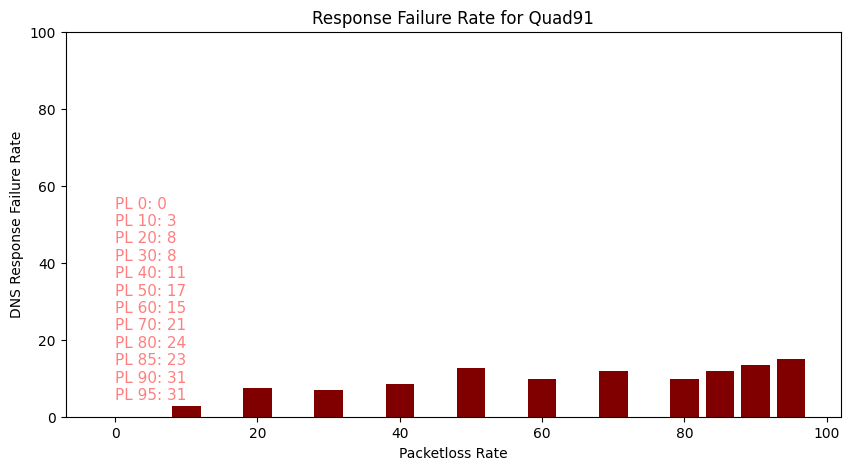 Response Failure Rate for Quad91
100
80
60
40
20
0
DNS Response Failure Rate
PL 0: 0
PL 10: 3
PL 20: 8
PL 30: 8
PL 40: 11
PL 50: 17
PL 60: 15
PL 70: 21
PL 80: 24
PL 85: 23
PL 90: 31
PL 95: 31
0 20 40 60 80 100
Packetloss Rate